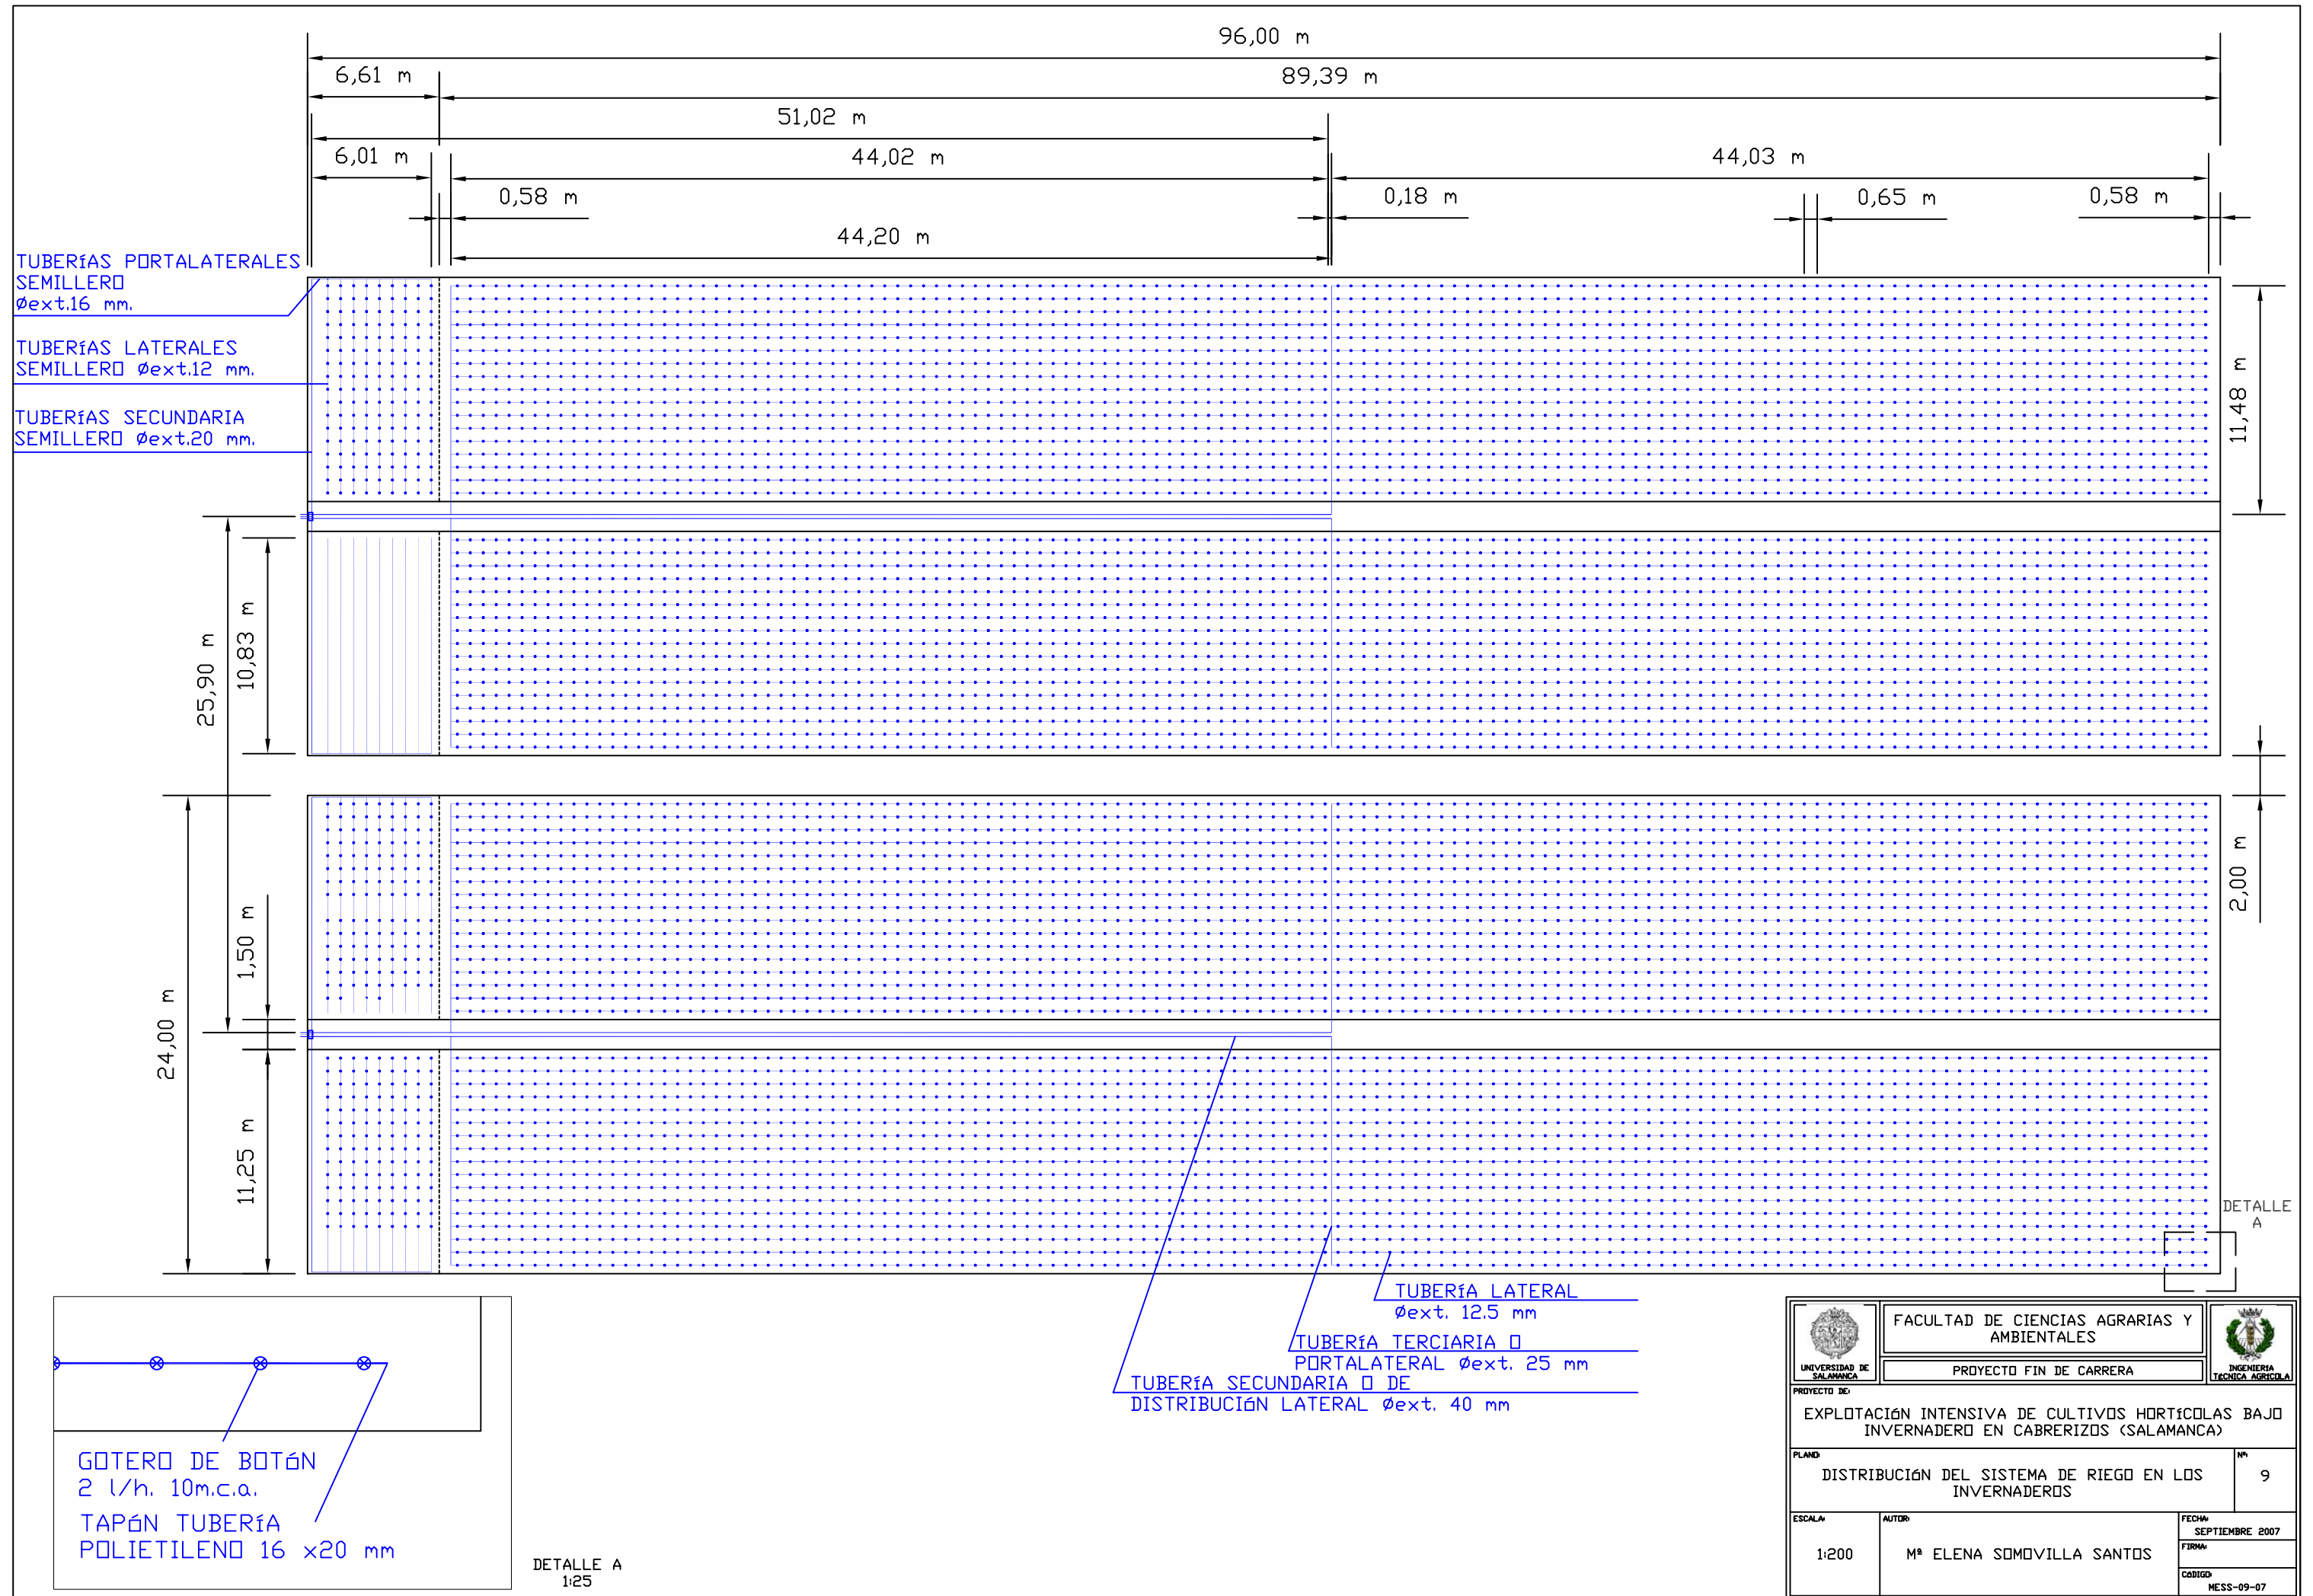 96,00 m
6,61 m
89,39 m
51,02 m
6,01 m
44,02 m
44,03 m
0,58 m
0,18 m
0,65 m
0,58 m
44,20 m
TUBERíAS PORTALATERALES
SEMILLERO
Øext.16 mm.
TUBERíAS LATERALES
SEMILLERO Øext.12 mm.
TUBERíAS SECUNDARIA
SEMILLERO Øext.20 mm.
11,48 m
25,90 m
10,83 m
2,00 m
1,50 m
24,00 m
11,25 m
DETALLE
A
TUBERíA LATERAL
Øext. 12.5 mm
TUBERíA TERCIARIA O
PORTALATERAL Øext. 25 mm
TUBERíA SECUNDARIA O DE
DISTRIBUCIóN LATERAL Øext. 40 mm
GOTERO DE BOTóN
2 l/h. 10m.c.a.
TAPóN TUBERíA
POLIETILENO 16 x20 mm
DETALLE A
1:25
UNIVERSIDAD DE
SALAMANCA
FACULTAD DE CIENCIAS AGRARIAS Y
AMBIENTALES
PROYECTO FIN DE CARRERA
INGENIERíA
TéCNICA AGRíCOLA
PROYECTO DE:
EXPLOTACIóN INTENSIVA DE CULTIVOS HORTíCOLAS BAJO
INVERNADERO EN CABRERIZOS (SALAMANCA)
PLANO:
DISTRIBUCIóN DEL SISTEMA DE RIEGO EN LOS
INVERNADEROS
Nº:
9
ESCALA:
1:200
AUTOR:
Mª ELENA SOMOVILLA SANTOS
FECHA:
SEPTIEMBRE 2007
FIRMA:
CóDIGO:
MESS-09-07